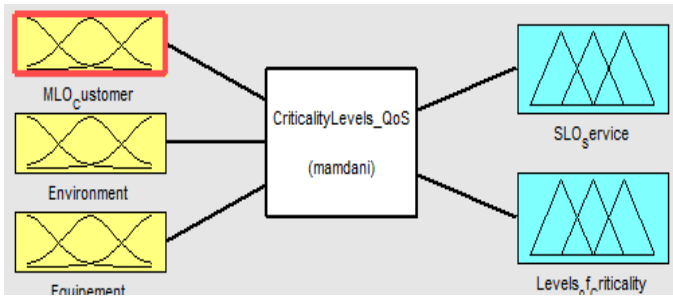 MLO_Customer
Environment
Equipement
CriticalityLevels_QoS
(mamdani)
SLO_Service
Levels_of_Criticality